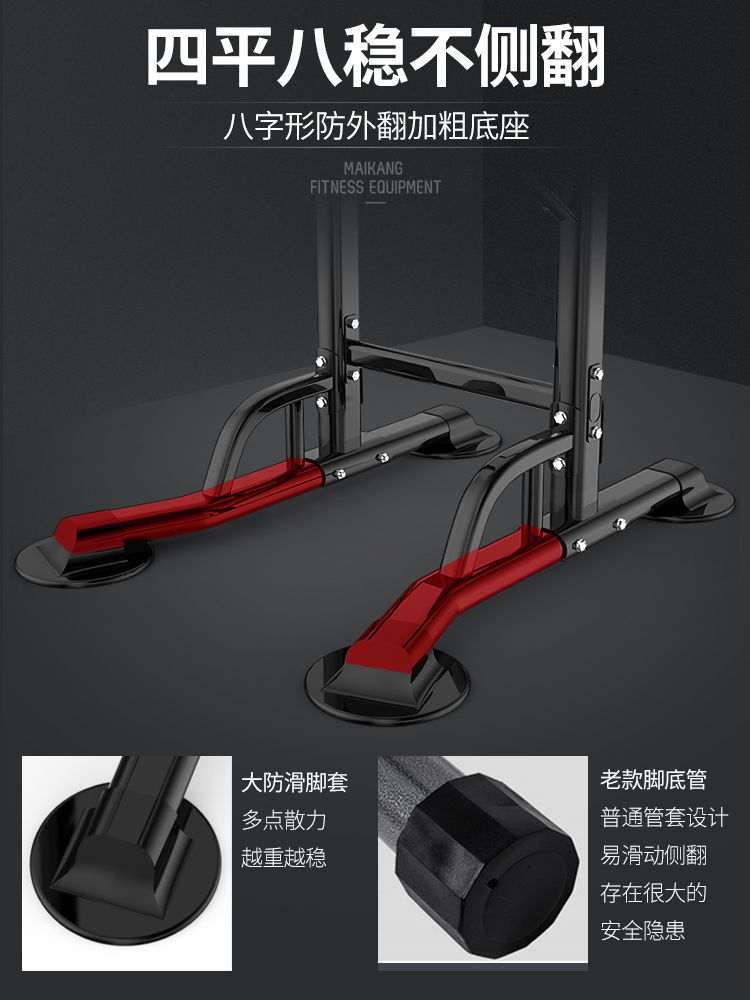 四平八稳不侧翻
八字形防外翻加粗底座
MAIKANG
FITNESS EQUIPMENT
大防滑脚套
多点散力
越重越稳
老款脚底管
普通管套设计
易滑动侧翻
存在很大的
安全隐患